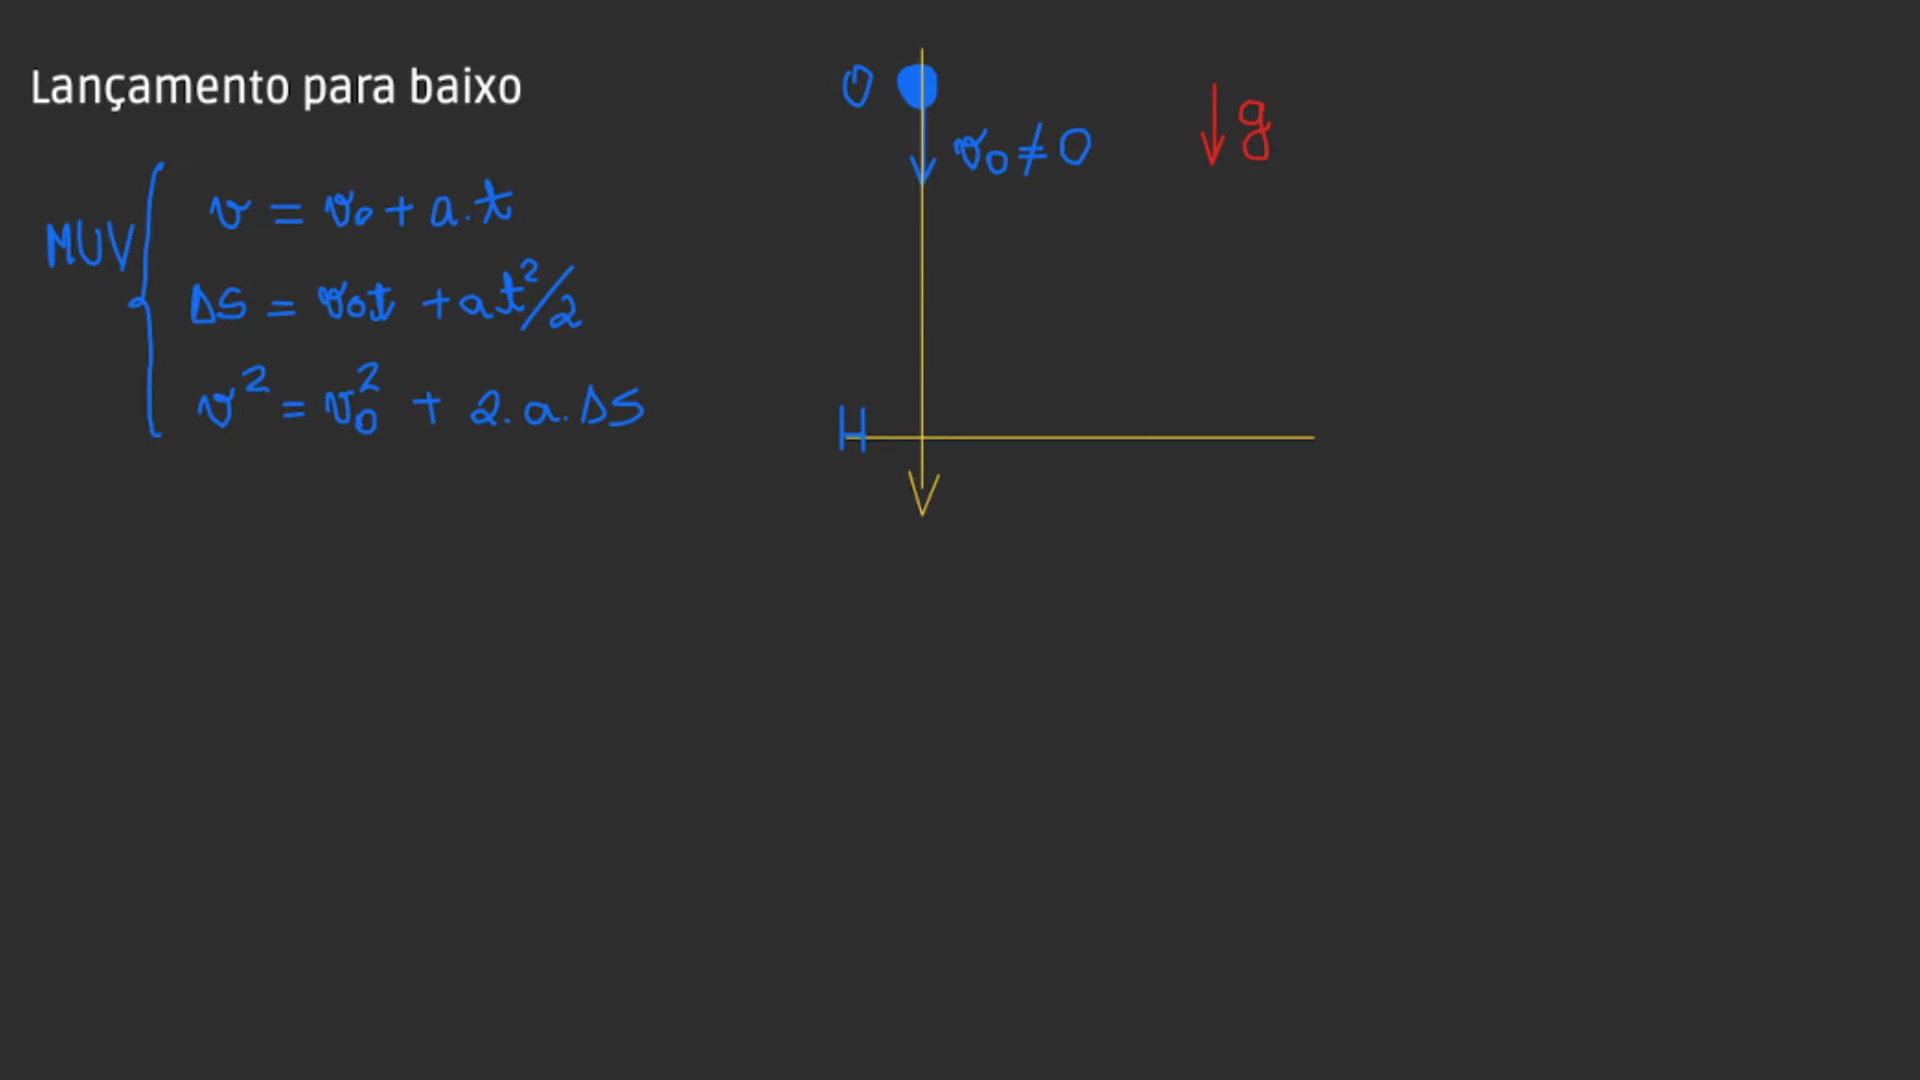 Lançamento para baixo
MUV
v = v₀ + a.t
ΔS = v₀t + at²/2
v² = v₀² + 2.a.ΔS
0
v₀ ≠ 0
g
H